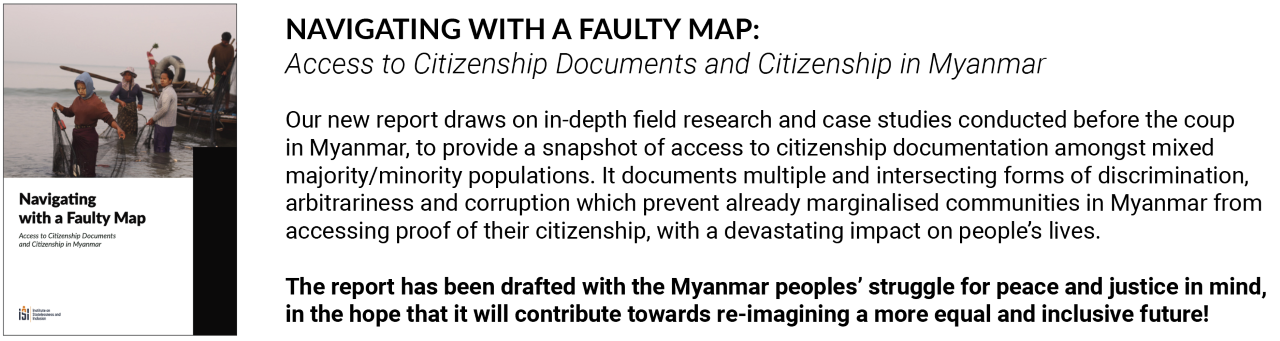 Navigating
with a Faulty Map
Access to Citizenship Documents
and Citizenship in Myanmar
isi
Institute on
Statelessness and
Inclusion
NAVIGATING WITH A FAULTY MAP:
Access to Citizenship Documents and Citizenship in Myanmar
Our new report draws on in-depth field research and case studies conducted before the coup
in Myanmar, to provide a snapshot of access to citizenship documentation amongst mixed
majority/minority populations. It documents multiple and intersecting forms of discrimination,
arbitrariness and corruption which prevent already marginalised communities in Myanmar from
accessing proof of their citizenship, with a devastating impact on people’s lives.
The report has been drafted with the Myanmar peoples’ struggle for peace and justice in mind,
in the hope that it will contribute towards re-imagining a more equal and inclusive future!